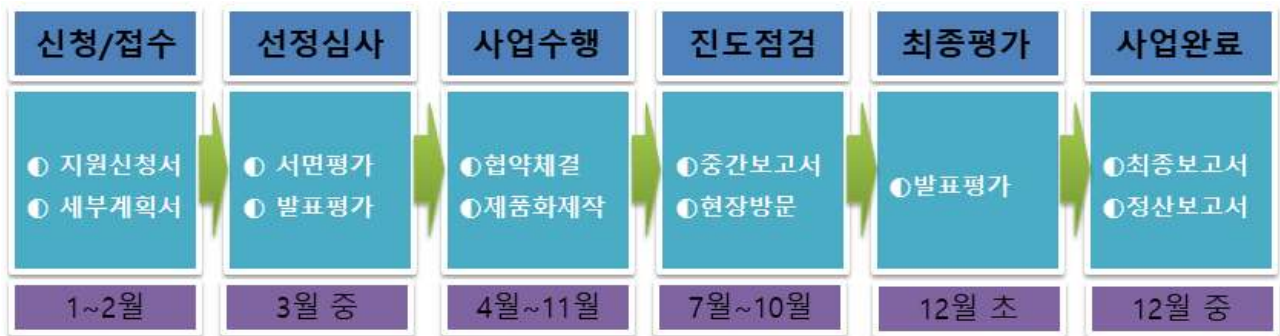 신청/접수
선정심사
사업수행
진도점검
최종평가
사업완료
◐ 지원신청서
◐ 세부계획서
◐ 서면평가
◐ 발표평가
◐협약체결
◐제품화제작
◐중간보고서
◐현장방문
◐발표평가
◐최종보고서
◐정산보고서
1~2월
3월 중
4월~11월
7월~10월
12월 초
12월 중